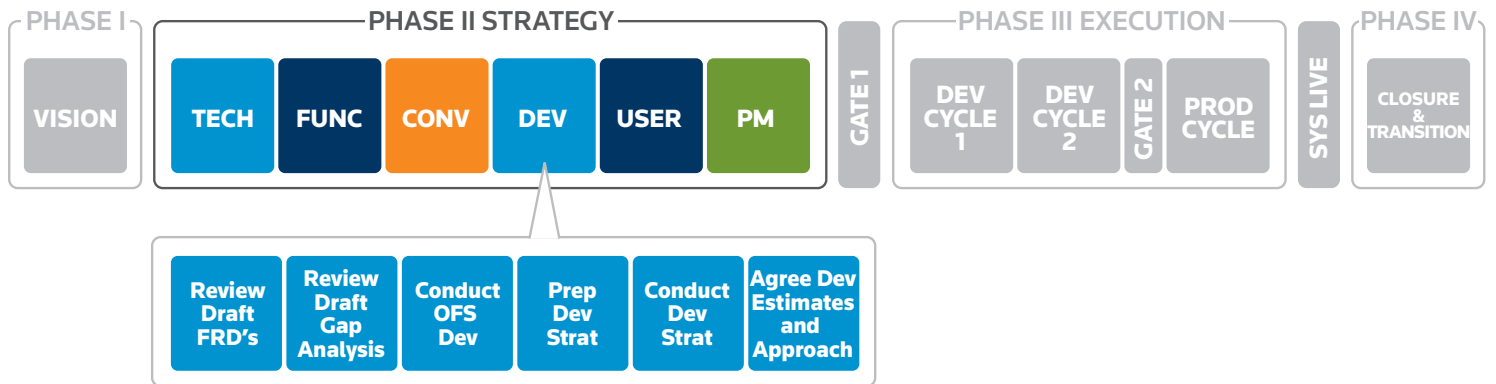 PHASE I
PHASE II STRATEGY
PHASE III EXECUTION
PHASE IV
VISION
TECH
FUNC
CONV
DEV
USER
PM
GATE 1
DEV
CYCLE
1
DEV
CYCLE
2
GATE 2
PROD
CYCLE
SYS LIVE
CLOSURE
&
TRANSITION
Review
Draft
FRD’s
Review
Draft
Gap
Analysis
Conduct
OFS
Dev
Prep
Dev
Strat
Conduct
Dev
Strat
Agree Dev
Estimates
and
Approach